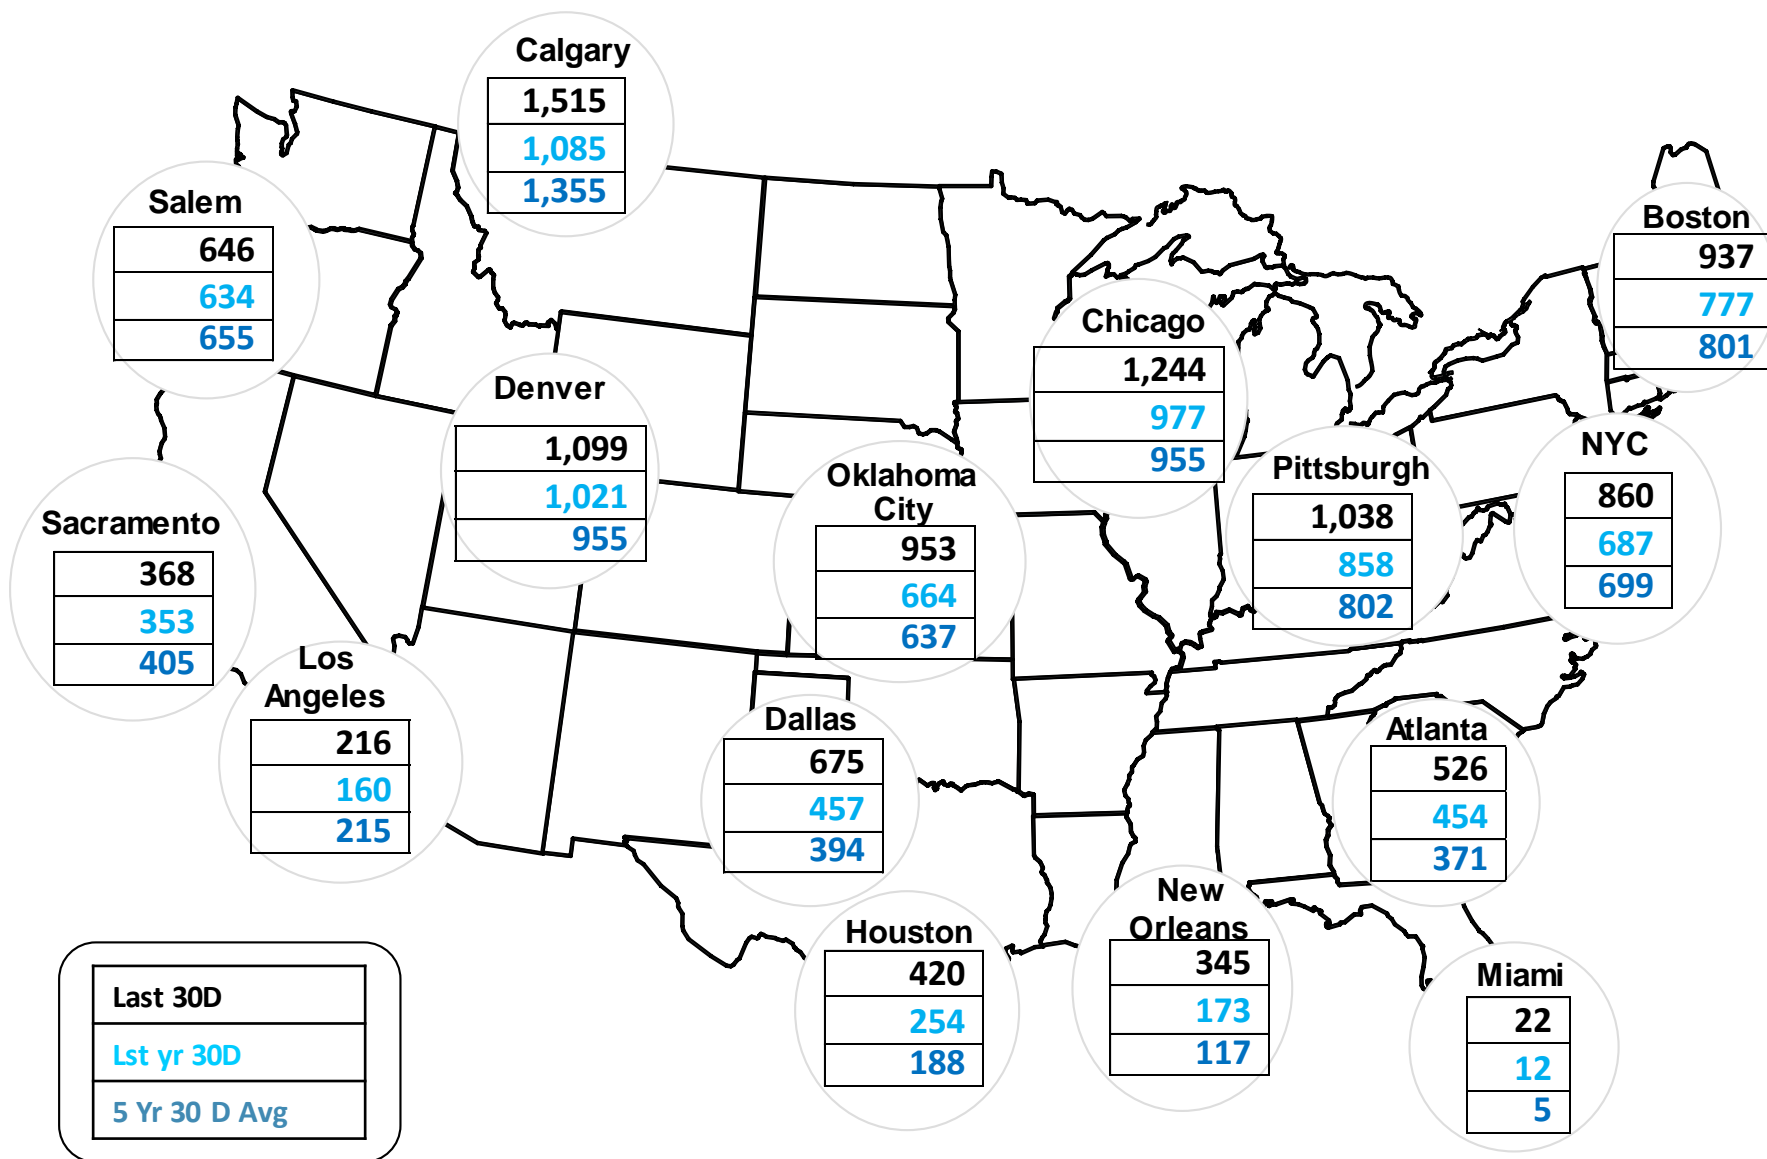 Calgary
1,515
1,085
1,355
Salem
646
634
655
Boston
937
777
801
Chicago
1,244
977
955
Denver
1,099
1,021
955
NYC
860
687
699
Oklahoma
City
953
664
637
Pittsburgh
1,038
858
802
Sacramento
368
353
405
Los
Angeles
216
160
215
Dallas
675
457
394
Atlanta
526
454
371
New
Orleans
345
173
117
Houston
420
254
188
Miami
22
12
5
Last 30D
Lst yr 30D
5 Yr 30 D Avg